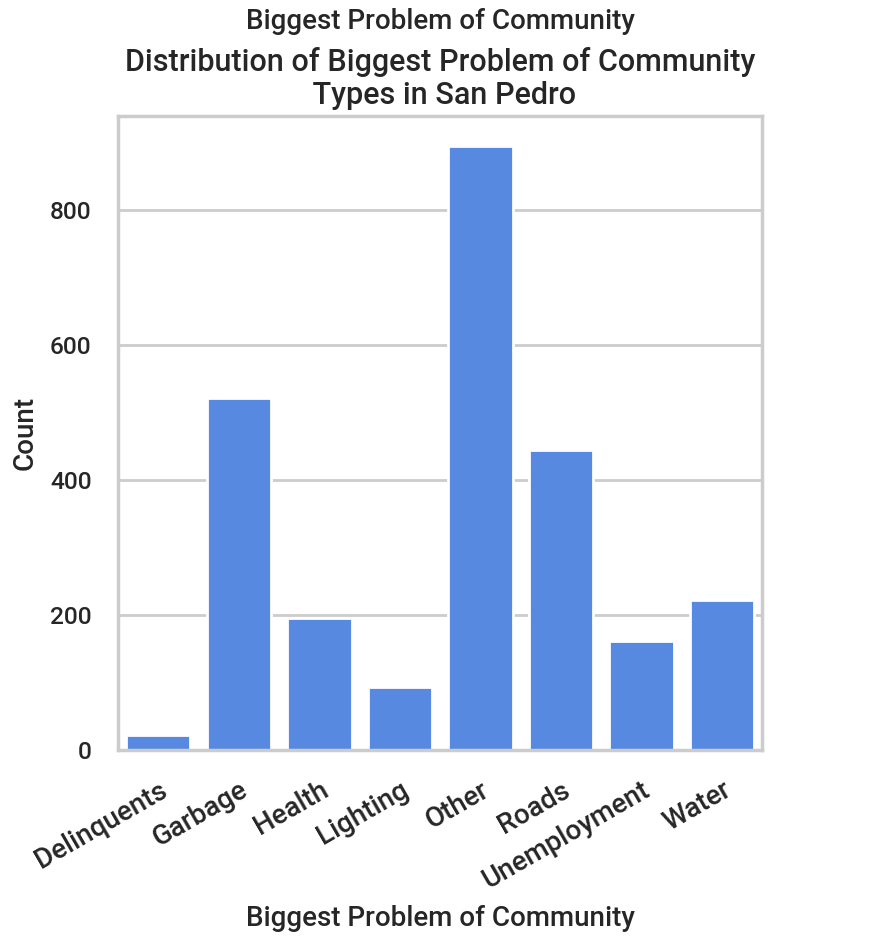 Biggest Problem of Community
Distribution of Biggest Problem of Community
Types in San Pedro
Count
800
600
400
200
0
Delinquents
Garbage
Health
Lighting
Other
Roads
Unemployment
Water
Biggest Problem of Community